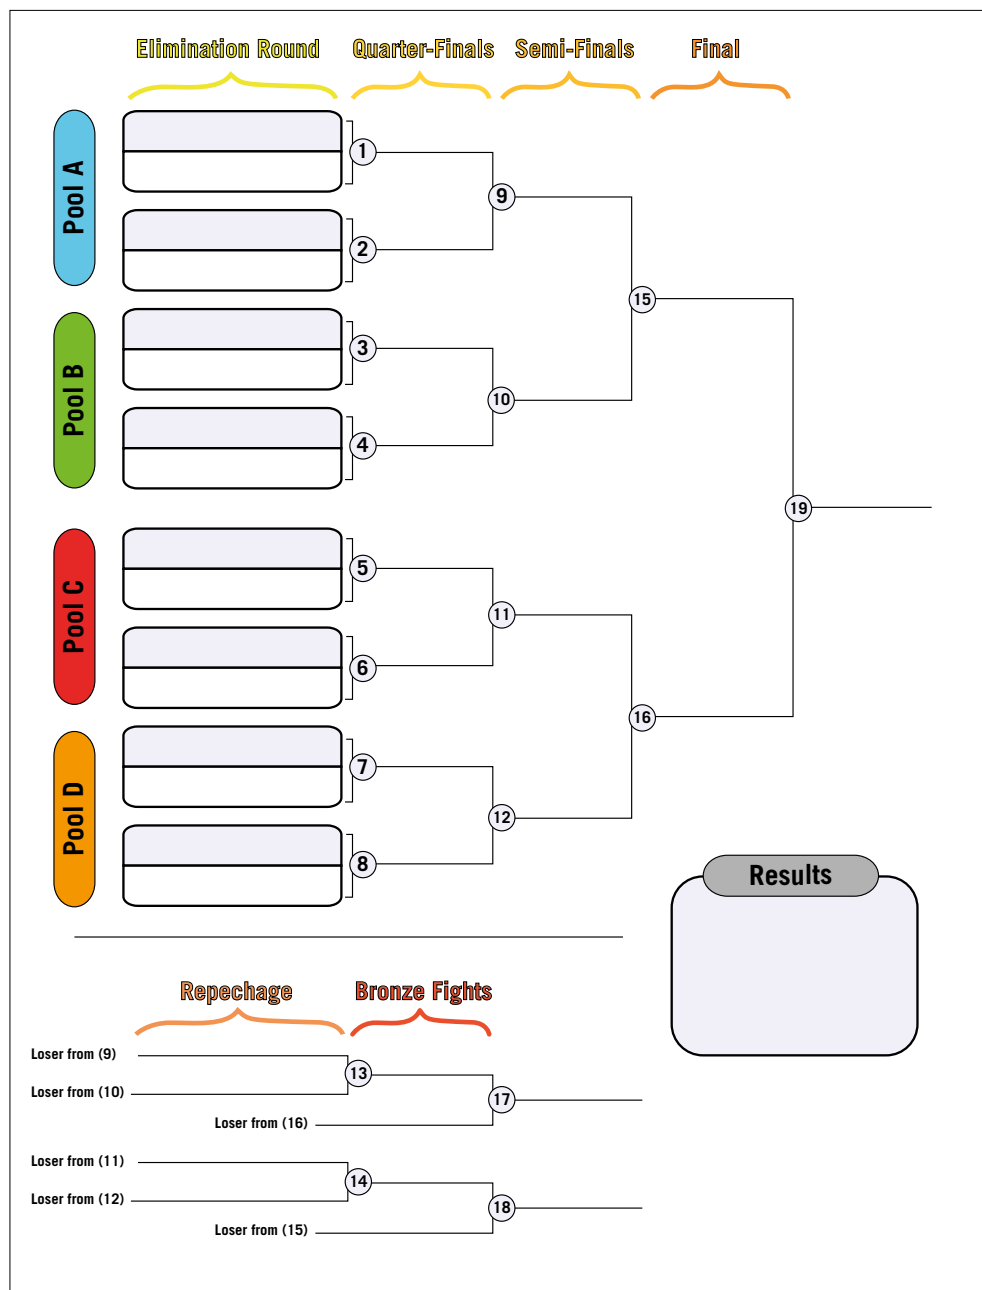 Elimination Round Quarter-Finals Semi-Finals Final
Pool A
1
9
2
15
Pool B
3
10
4
19
Pool C
5
11
6
16
Pool D
7
12
8
Results
Repechage Bronze Fights
Loser from (9)
13
Loser from (10)
17
Loser from (16)
Loser from (11)
14
Loser from (12)
18
Loser from (15)